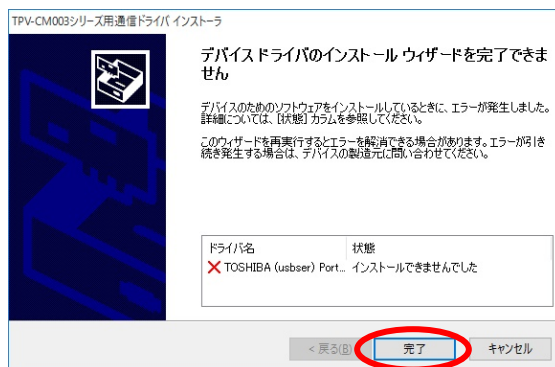 TPV-CM003シリーズ用通信ドライバ インストーラ
デバイス ドライバのインストール ウィザードを完了できま
せん
デバイスのためのソフトウェアをインストールしているときに、エラーが発生しました。
詳細については、[状態] カラムを参照してください。
このウィザードを再実行するとエラーを解消できる場合があります。エラーが引き
続き発生する場合は、デバイスの製造元に問い合わせてください。
ドライバ名 状態
TOSHIBA (usbser) Port... インストールできませんでした
< 戻る(B) 完了 キャンセル